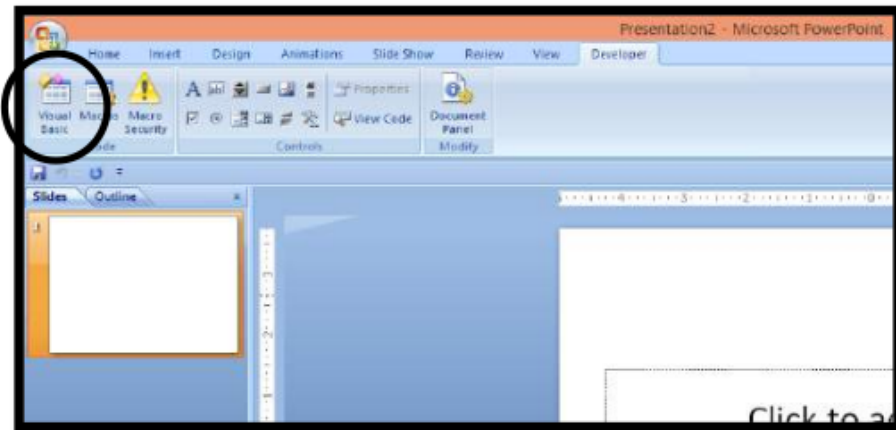 Presentation2 - Microsoft PowerPoint
Home Insert Design Animations Slide Show Review View Developer
Visual Basic
Macros
Macro Security
Properties
View Code
Document Panel
Controls
Modify
Slides Outline
1
Click to